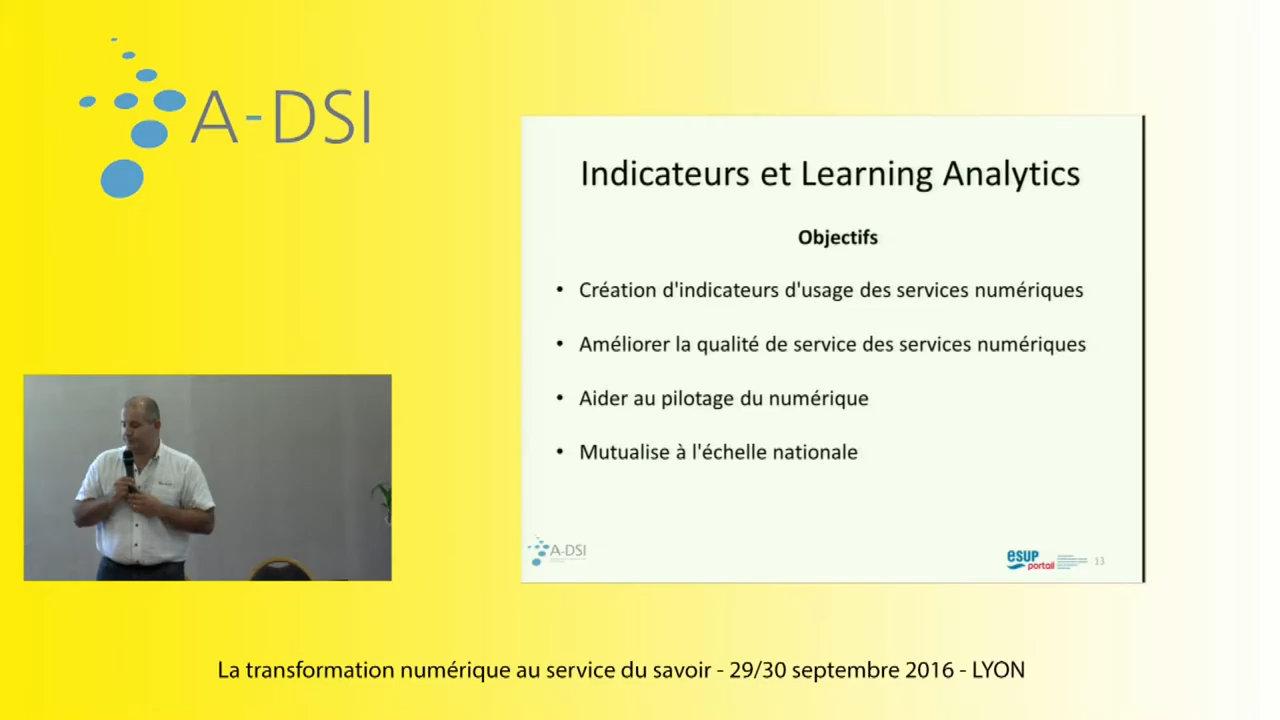 A-DSI
Indicateurs et Learning Analytics
Objectifs
• Création d'indicateurs d'usage des services numériques
• Améliorer la qualité de service des services numériques
• Aider au pilotage du numérique
• Mutualise à l'échelle nationale
A-DSI
esup
portail
13
La transformation numérique au service du savoir - 29/30 septembre 2016 - LYON